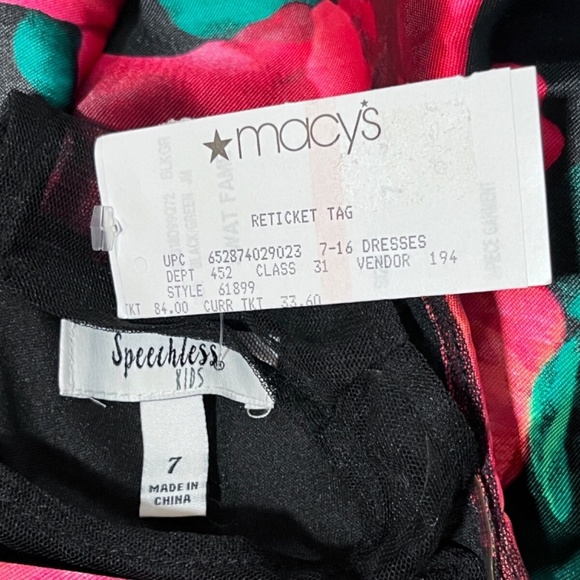 ★macy's
RETICKET TAG
UPC 652874029023 7-16 DRESSES
DEPT 452 CLASS 31 VENDOR 194
STYLE 61899
TKT 84.00 CURR TKT 33.60
Speechless®
KIDS
7
MADE IN
CHINA